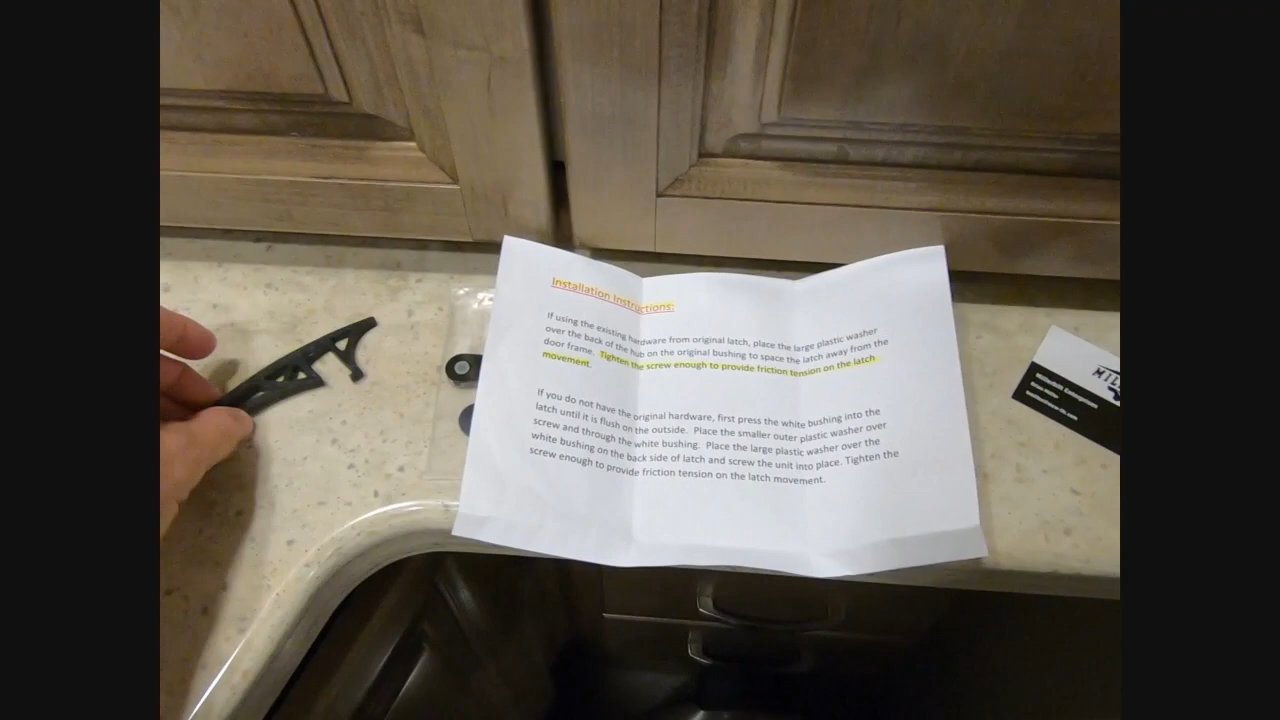 Installation Instructions:
If using the existing hardware from original latch, place the large plastic washer
over the back of the hub on the original bushing to space the latch away from the
door frame. Tighten the screw enough to provide friction tension on the latch
movement.
If you do not have the original hardware, first press the white bushing into the
latch until it is flush on the outside. Place the smaller outer plastic washer over
screw and through the white bushing. Place the large plastic washer over the
white bushing on the back side of latch and screw the unit into place. Tighten the
screw enough to provide friction tension on the latch movement.